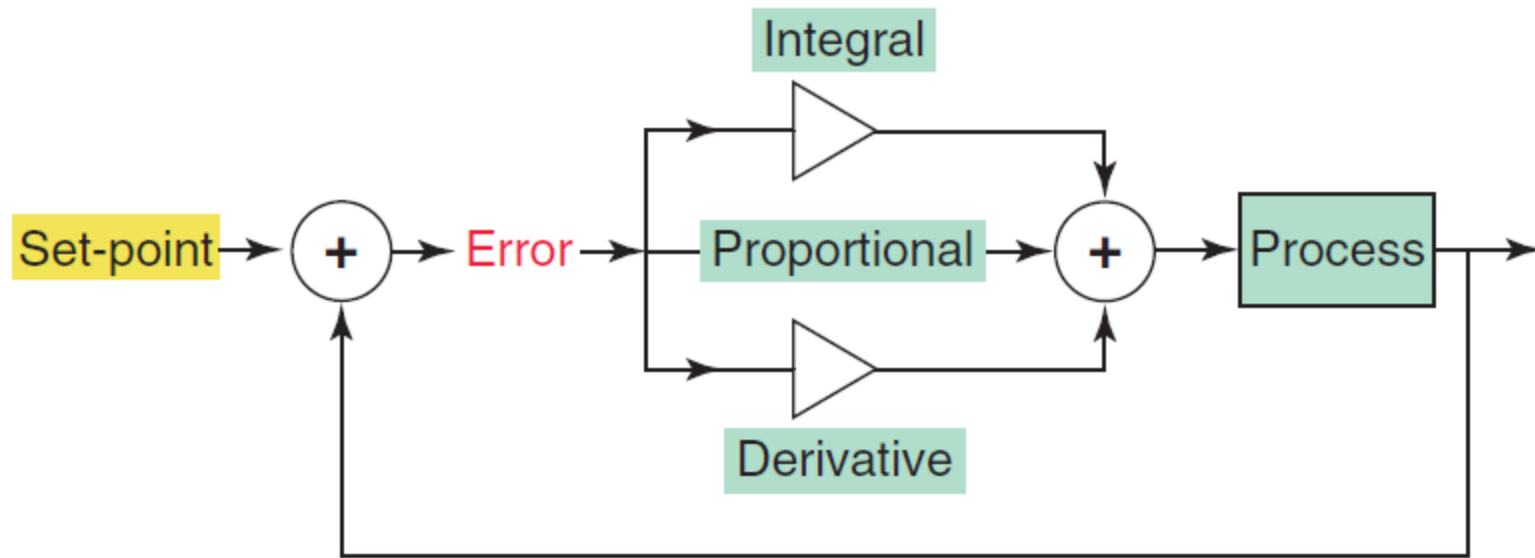 Integral
Set-point
+
Error
Proportional
+
Process
Derivative